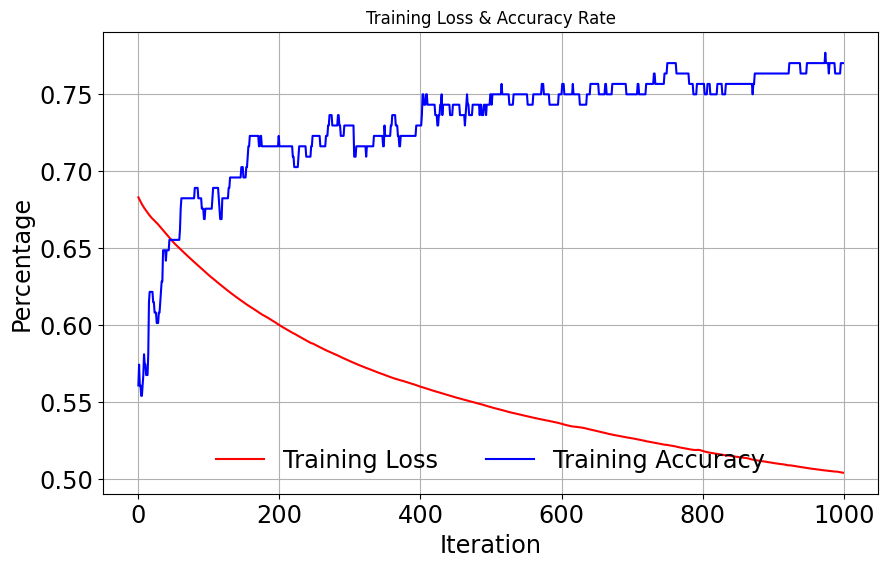 Training Loss & Accuracy Rate
Percentage
0.75
0.70
0.65
0.60
0.55
0.50
Training Loss Training Accuracy
0 200 400 600 800 1000
Iteration